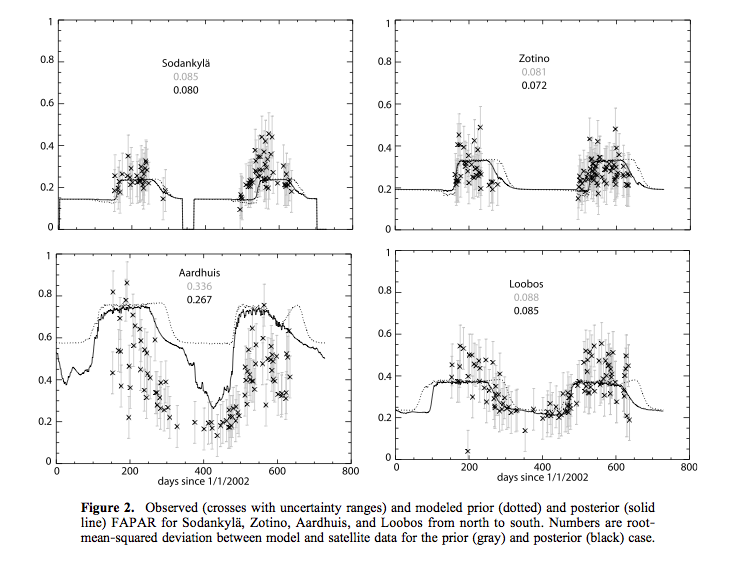 1
0.8
0.6
0.4
0.2
0
Sodankylä
0.085
0.080
1
0.8
0.6
0.4
0.2
0
Zotino
0.081
0.072
1
0.8
0.6
0.4
0.2
0
Aardhuis
0.336
0.267
0 200 400 600 800
days since 1/1/2002
1
0.8
0.6
0.4
0.2
0
Loobos
0.088
0.085
0 200 400 600 800
days since 1/1/2002
Figure 2. Observed (crosses with uncertainty ranges) and modeled prior (dotted) and posterior (solid
line) FAPAR for Sodankylä, Zotino, Aardhuis, and Loobos from north to south. Numbers are root-
mean-squared deviation between model and satellite data for the prior (gray) and posterior (black) case.